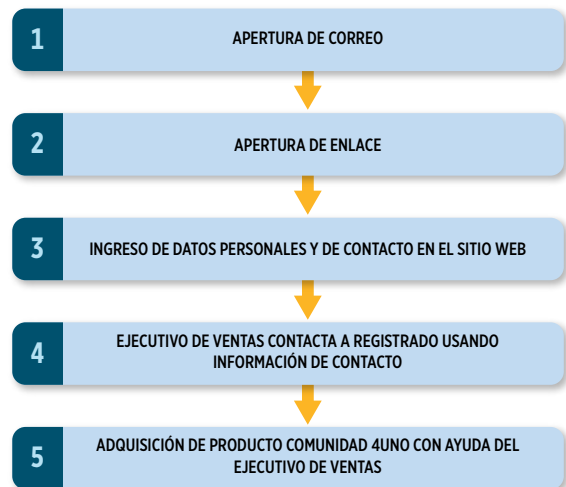 1
APERTURA DE CORREO
2
APERTURA DE ENLACE
3
INGRESO DE DATOS PERSONALES Y DE CONTACTO EN EL SITIO WEB
4
EJECUTIVO DE VENTAS CONTACTA A REGISTRADO USANDO
INFORMACIÓN DE CONTACTO
5
ADQUISICIÓN DE PRODUCTO COMUNIDAD 4UNO CON AYUDA DEL
EJECUTIVO DE VENTAS